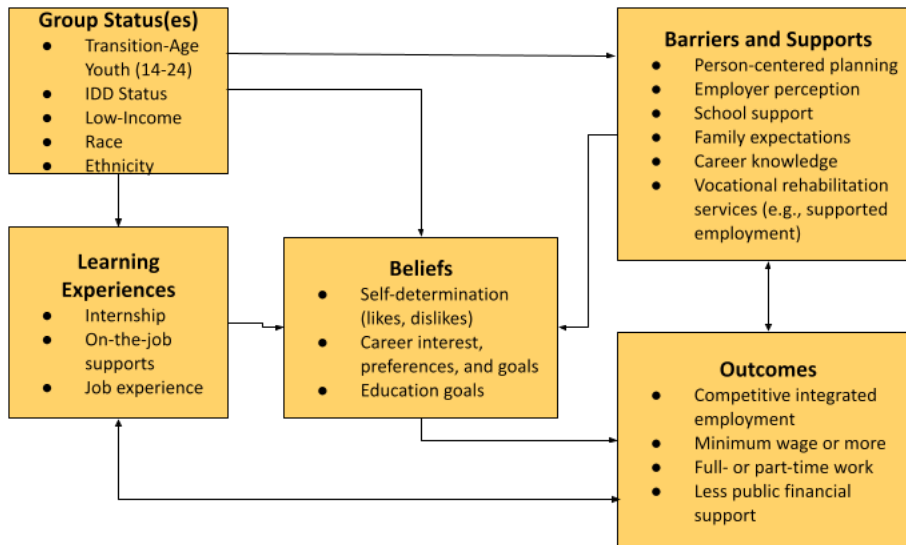 Group Status(es)
● Transition-Age
Youth (14-24)
● IDD Status
● Low-Income
● Race
● Ethnicity
Barriers and Supports
● Person-centered planning
● Employer perception
● School support
● Family expectations
● Career knowledge
● Vocational rehabilitation
services (e.g., supported
employment)
Learning
Experiences
● Internship
● On-the-job
supports
● Job experience
Beliefs
● Self-determination
(likes, dislikes)
● Career interest,
preferences, and goals
● Education goals
Outcomes
● Competitive integrated
employment
● Minimum wage or more
● Full- or part-time work
● Less public financial
support